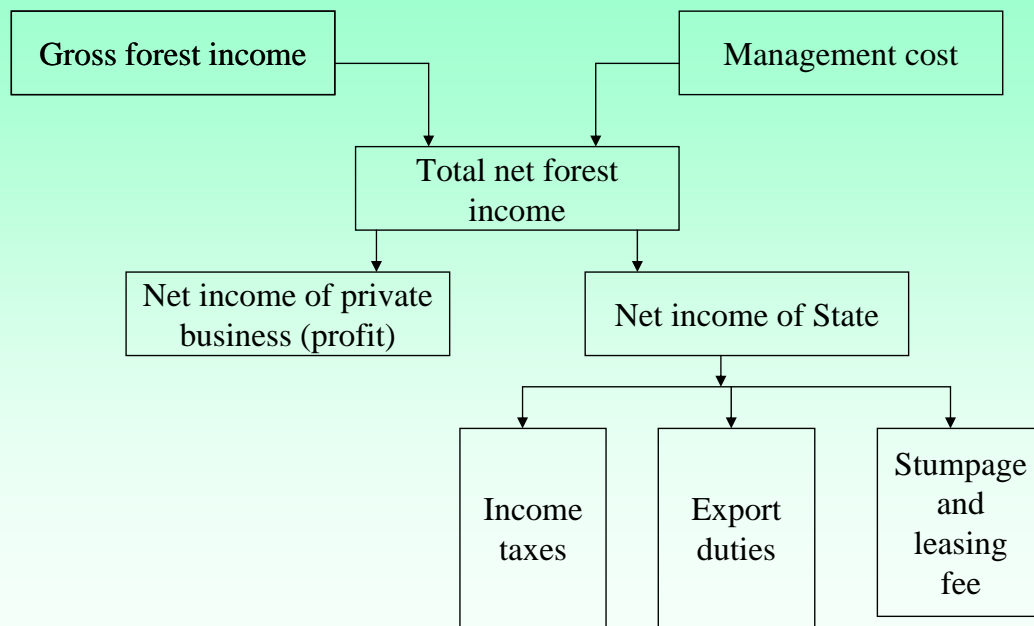 Gross forest income
Management cost
Total net forest
income
Net income of private
business (profit)
Net income of State
Income
taxes
Export
duties
Stumpage
and
leasing
fee